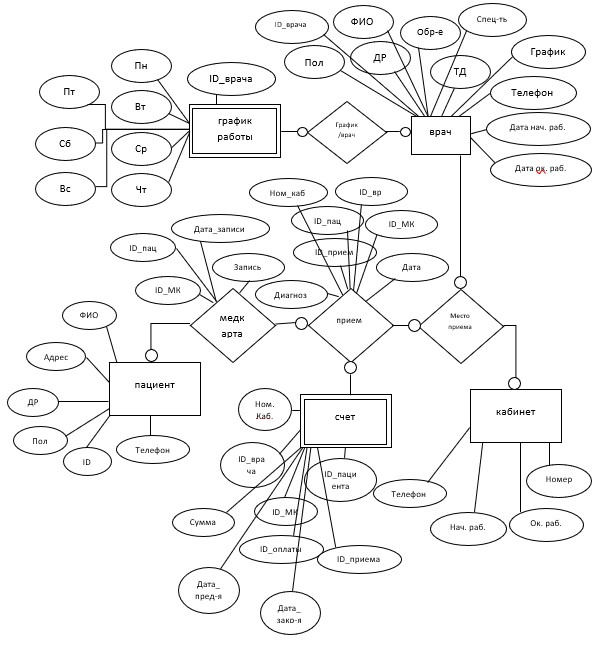 ID_врача
ФИО
Обр-е
Спец-ть
График
Пол
ДР
ТД
Телефон
Дата нач. раб.
Дата ок. раб.
врач
График
/врач
ID_врача
график
работы
Пн
Вт
Ср
Чт
Пт
Сб
Вс
Ном_каб
ID_вр
ID_пац
ID_МК
ID_прием
Дата
Диагноз
прием
Место
приема
Дата_записи
ID_пац
Запись
ID_МК
медк
арта
ФИО
Адрес
ДР
Пол
ID
Телефон
пациент
счет
Ном.
Каб.
ID_вра
ча
ID_паци
ента
ID_МК
Сумма
ID_оплаты
ID_приема
Дата_
пред-я
Дата_
зако-я
кабинет
Телефон
Нач. раб.
Ок. раб.
Номер